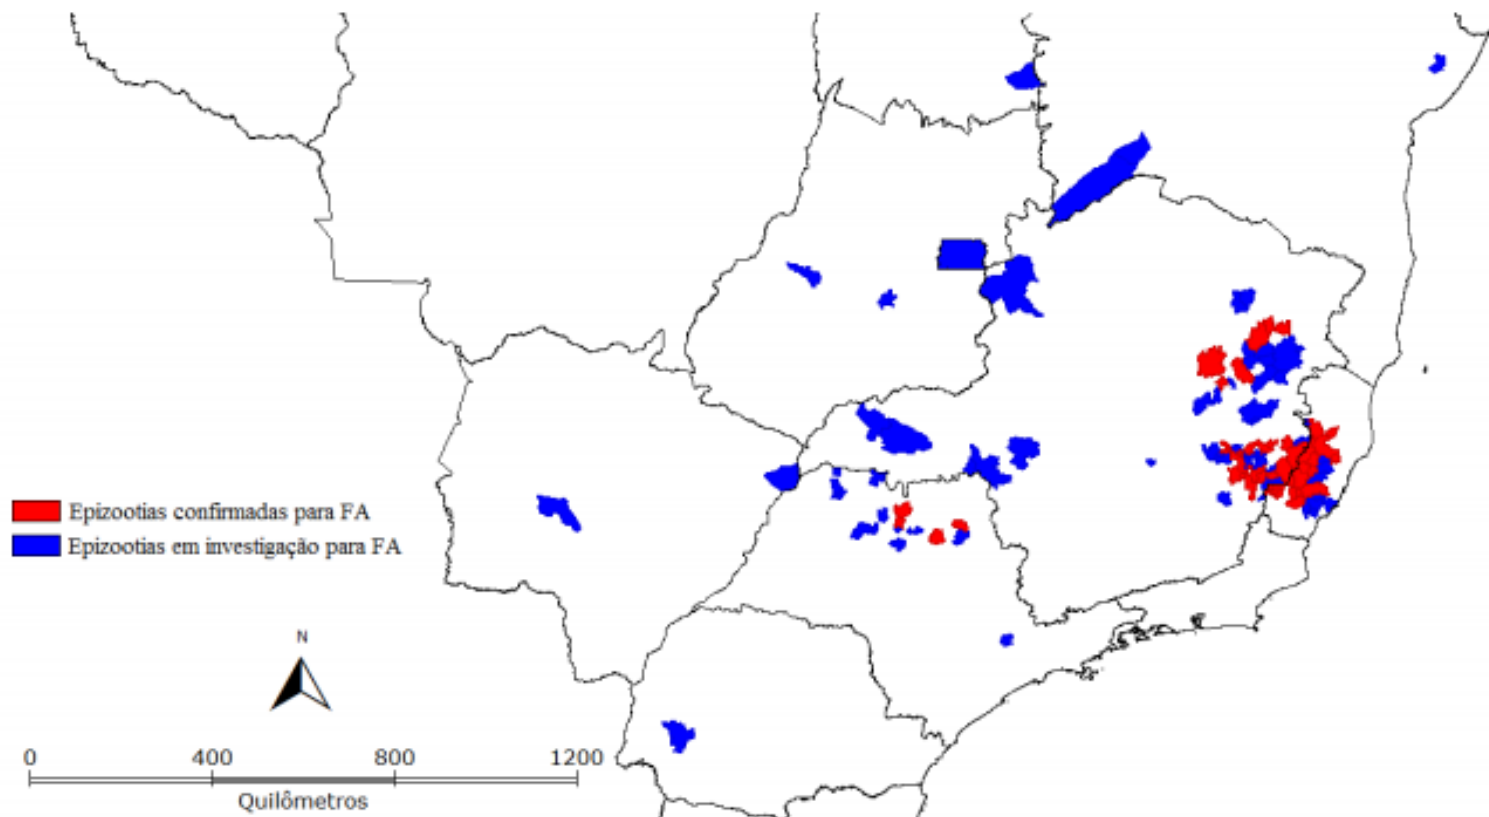 Epizootias confirmadas para FA
Epizootias em investigação para FA
N
0 400 800 1200
Quilômetros